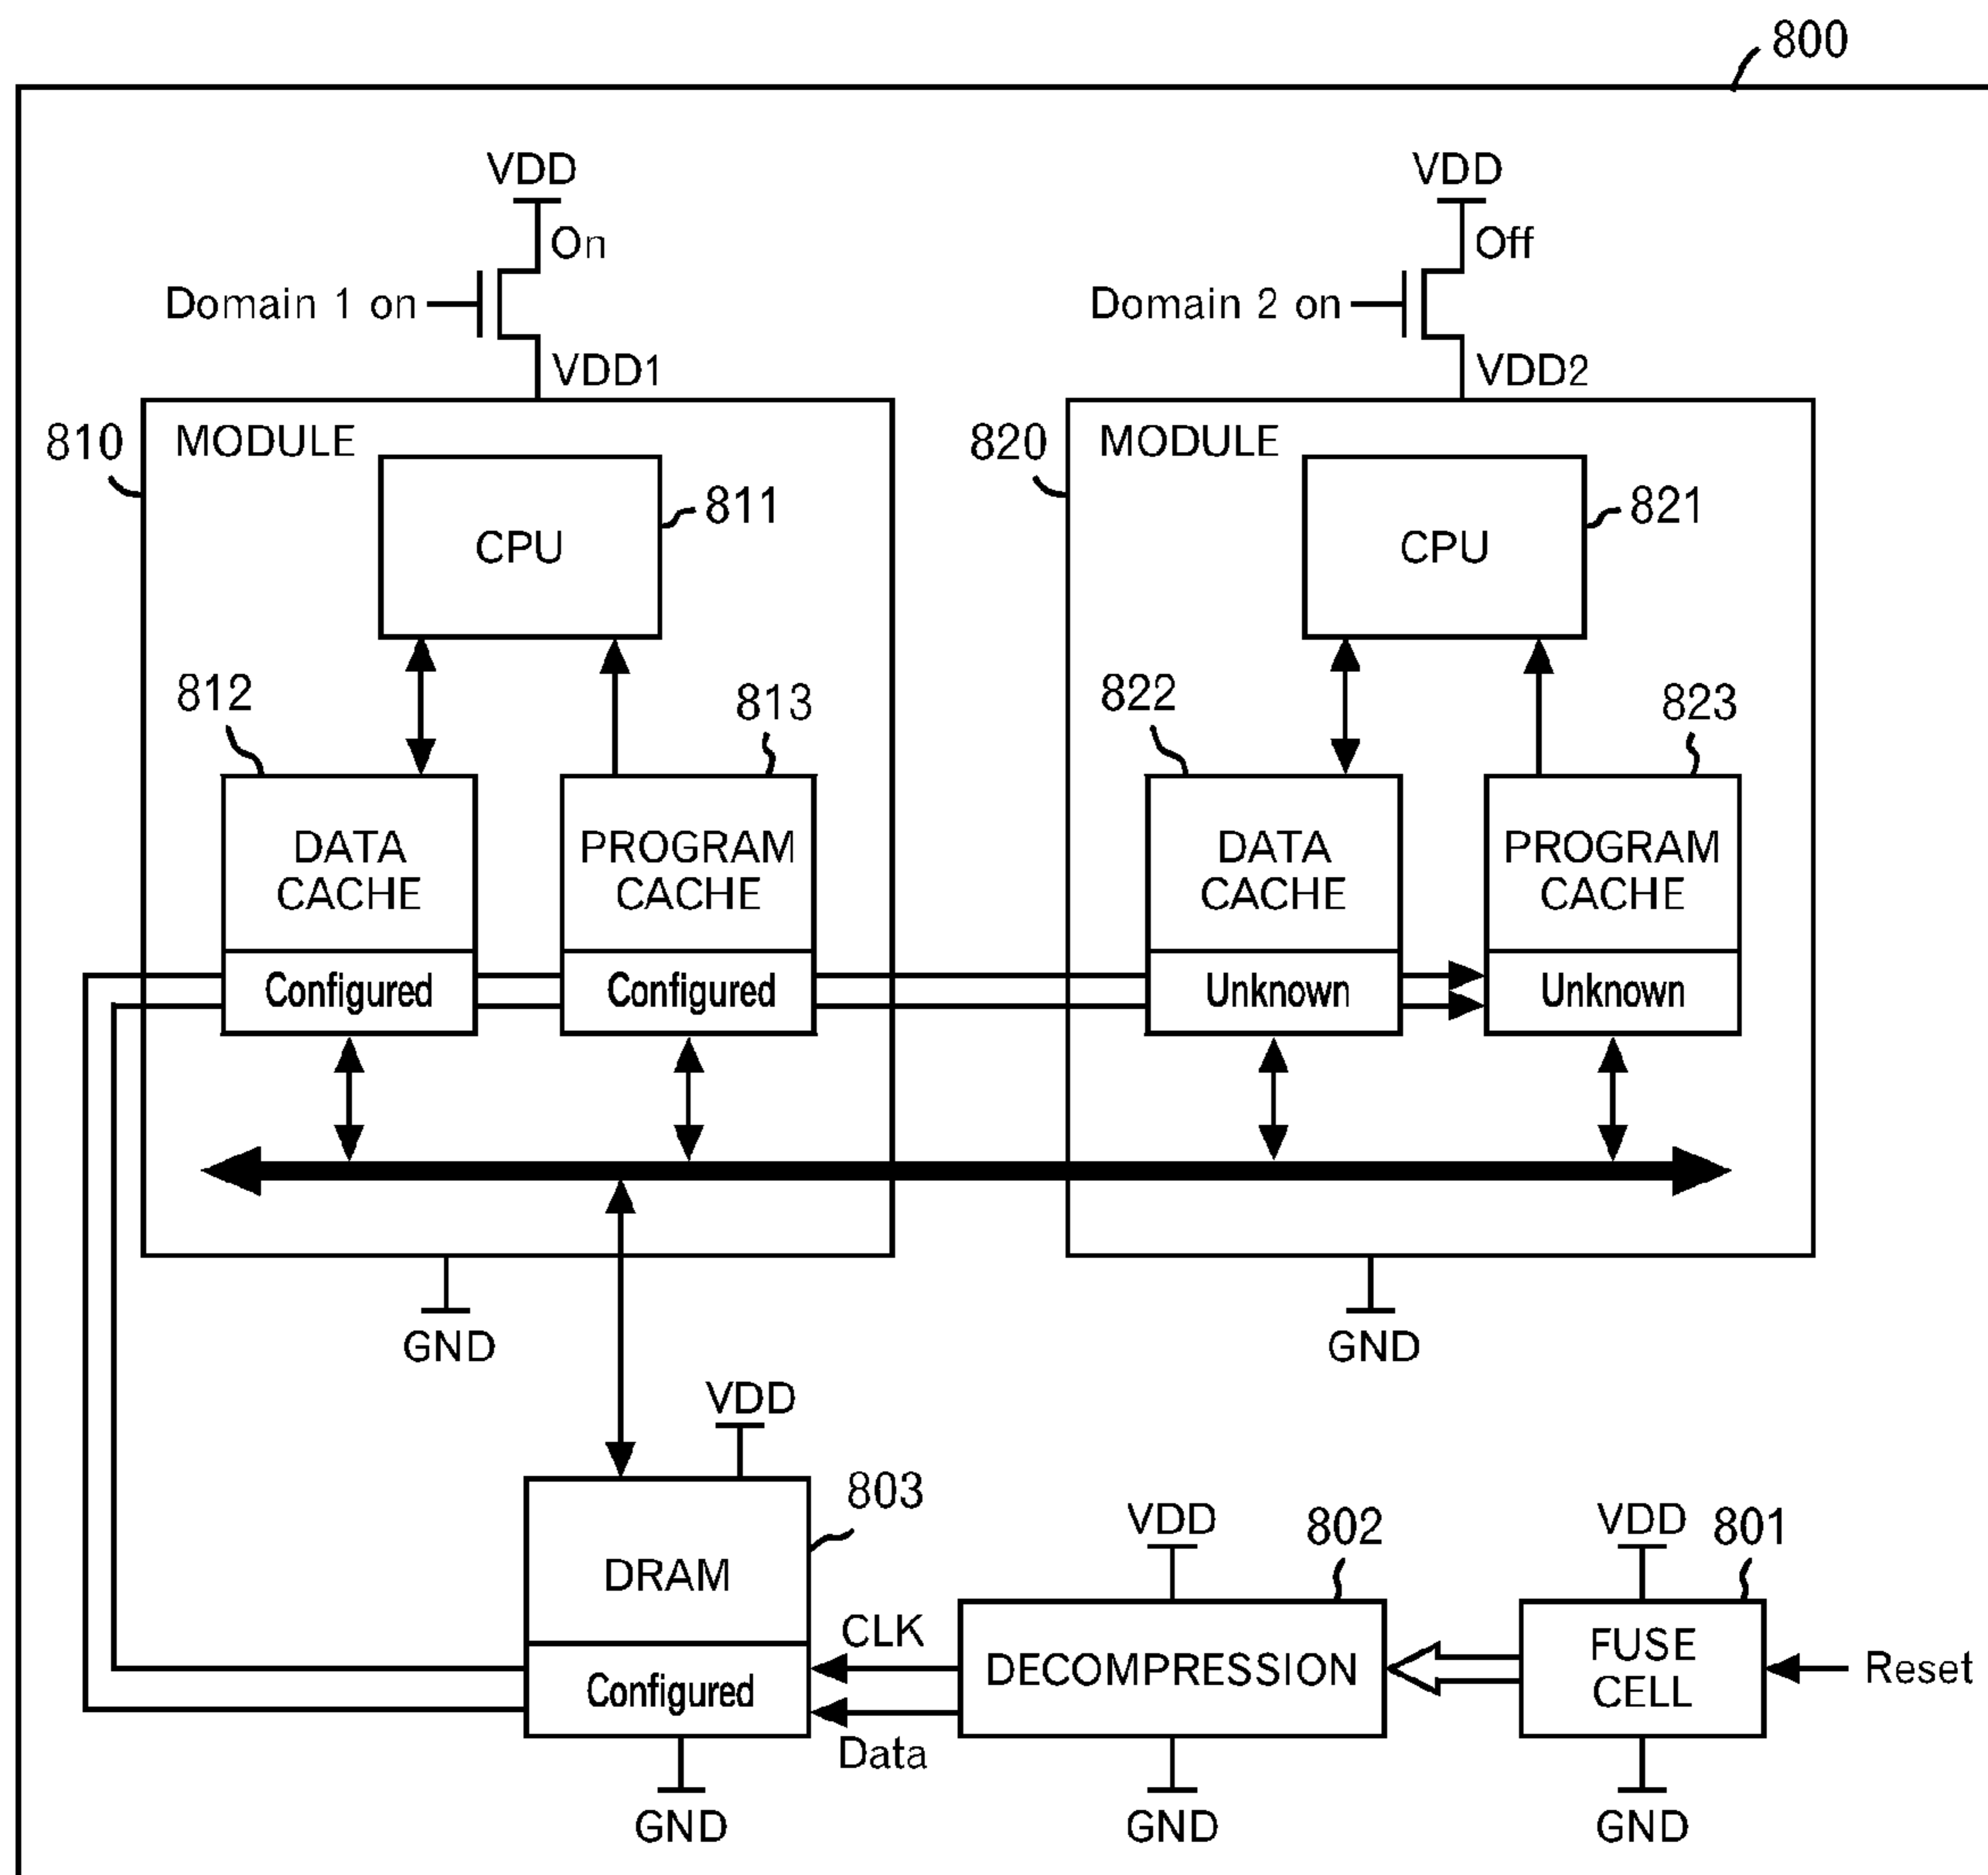 800
VDD
VDD
On
Off
Domain 1 on
Domain 2 on
VDD1
VDD2
810
MODULE
820
MODULE
811
821
CPU
CPU
812
813
822
823
DATA
CACHE
PROGRAM
CACHE
DATA
CACHE
PROGRAM
CACHE
Configured
Configured
Unknown
Unknown
GND
GND
VDD
803
VDD
802
VDD
801
DRAM
CLK
DECOMPRESSION
FUSE
CELL
Reset
Configured
Data
GND
GND
GND